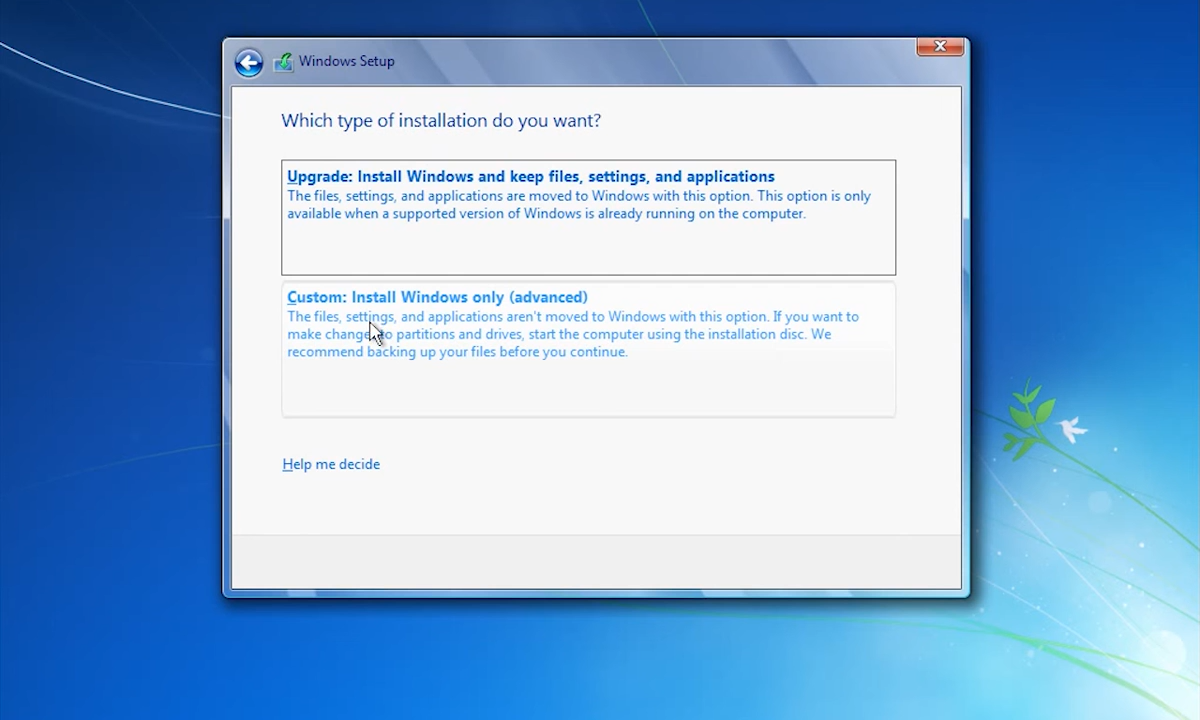 Windows Setup
Which type of installation do you want?
Upgrade: Install Windows and keep files, settings, and applications
The files, settings, and applications are moved to Windows with this option. This option is only
available when a supported version of Windows is already running on the computer.
Custom: Install Windows only (advanced)
The files, settings, and applications aren't moved to Windows with this option. If you want to
make changes to partitions and drives, start the computer using the installation disc. We
recommend backing up your files before you continue.
Help me decide